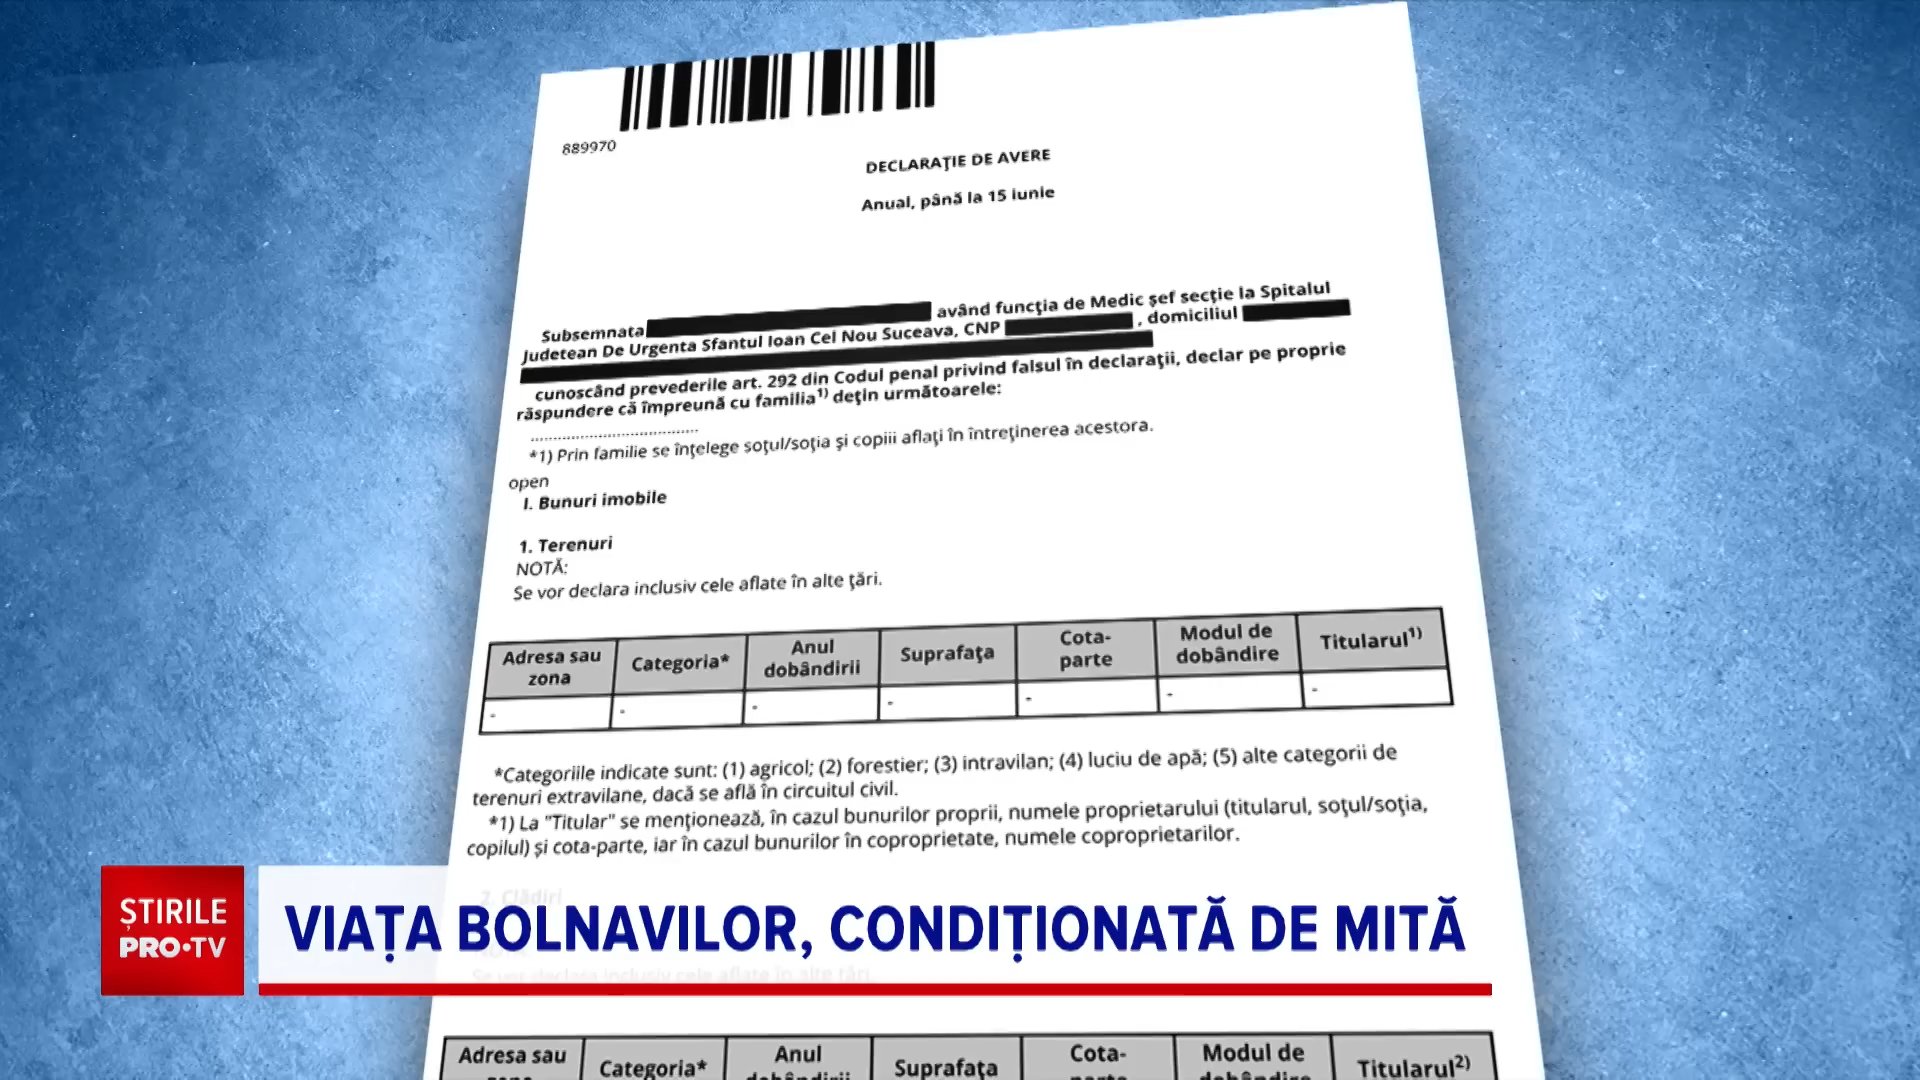 889970
DECLARAŢIE DE AVERE
Anual, până la 15 iunie
Subsemnata având funcţia de Medic şef secţie la Spitalul
Judetean De Urgenta Sfantul Ioan Cel Nou Suceava, CNP , domiciliul
cunoscând prevederile art. 292 din Codul penal privind falsul în declaraţii, declar pe proprie
răspundere că împreună cu familia1) deţin următoarele:
.....................................
*1) Prin familie se înţelege soţul/soţia şi copiii aflaţi în întreţinerea acestora.
open
I. Bunuri imobile
1. Terenuri
NOTĂ:
Se vor declara inclusiv cele aflate în alte ţări.
Adresa sau zona Categoria* Anul dobândirii Suprafaţa Cota-parte Modul de dobândire Titularul1)
- - - - - - -
*Categoriile indicate sunt: (1) agricol; (2) forestier; (3) intravilan; (4) luciu de apă; (5) alte categorii de
terenuri extravilane, dacă se află în circuitul civil.
*1) La "Titular" se menţionează, în cazul bunurilor proprii, numele proprietarului (titularul, soţul/soţia,
copilul) şi cota-parte, iar în cazul bunurilor în coproprietate, numele coproprietarilor.
2. Clădiri
ȘTIRILE
PRO•TV
VIAȚA BOLNAVILOR, CONDIȚIONATĂ DE MITĂ
Se vor declara inclusiv cele aflate în alte ţări.
Adresa sau Categoria* Anul Suprafaţa Cota- Modul de Titularul2)